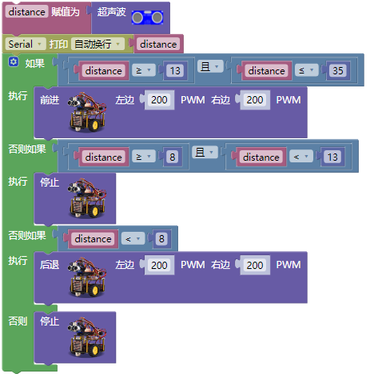 distance 赋值为 超声波
Serial 打印 自动换行 distance
如果 distance ≥ 13 且 distance ≤ 35
执行 前进 左边 200 PWM 右边 200 PWM
否则如果 distance ≥ 8 且 distance < 13
执行 停止
否则如果 distance < 8
执行 后退 左边 200 PWM 右边 200 PWM
否则 停止